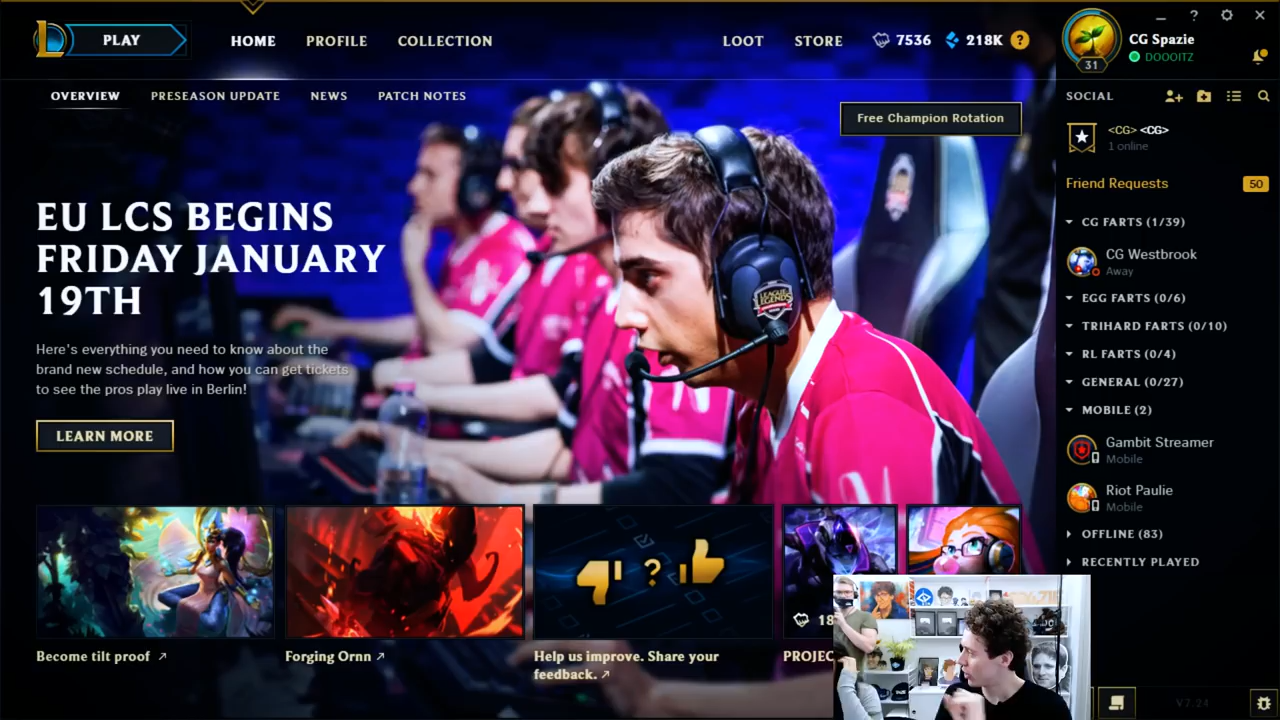 PLAY
HOME
PROFILE
COLLECTION
LOOT
STORE
7536
218K
?
?
CG Spazie
31
DOOOITZ
OVERVIEW
PRESEASON UPDATE
NEWS
PATCH NOTES
SOCIAL
Free Champion Rotation
<CG> <CG>
1 online
Friend Requests
50
CG FARTS (1/39)
CG Westbrook
Away
EGG FARTS (0/6)
TRIHARD FARTS (0/10)
RL FARTS (0/4)
GENERAL (0/27)
MOBILE (2)
Gambit Streamer
Mobile
Riot Paulie
Mobile
OFFLINE (83)
RECENTLY PLAYED
EU LCS BEGINS
FRIDAY JANUARY
19TH
Here's everything you need to know about the
brand new schedule, and how you can get tickets
to see the pros play live in Berlin!
LEARN MORE
LEAGUE
LEGENDS
?
18
Become tilt proof
Forging Ornn
Help us improve. Share your
feedback.
PROJEC
V7.24